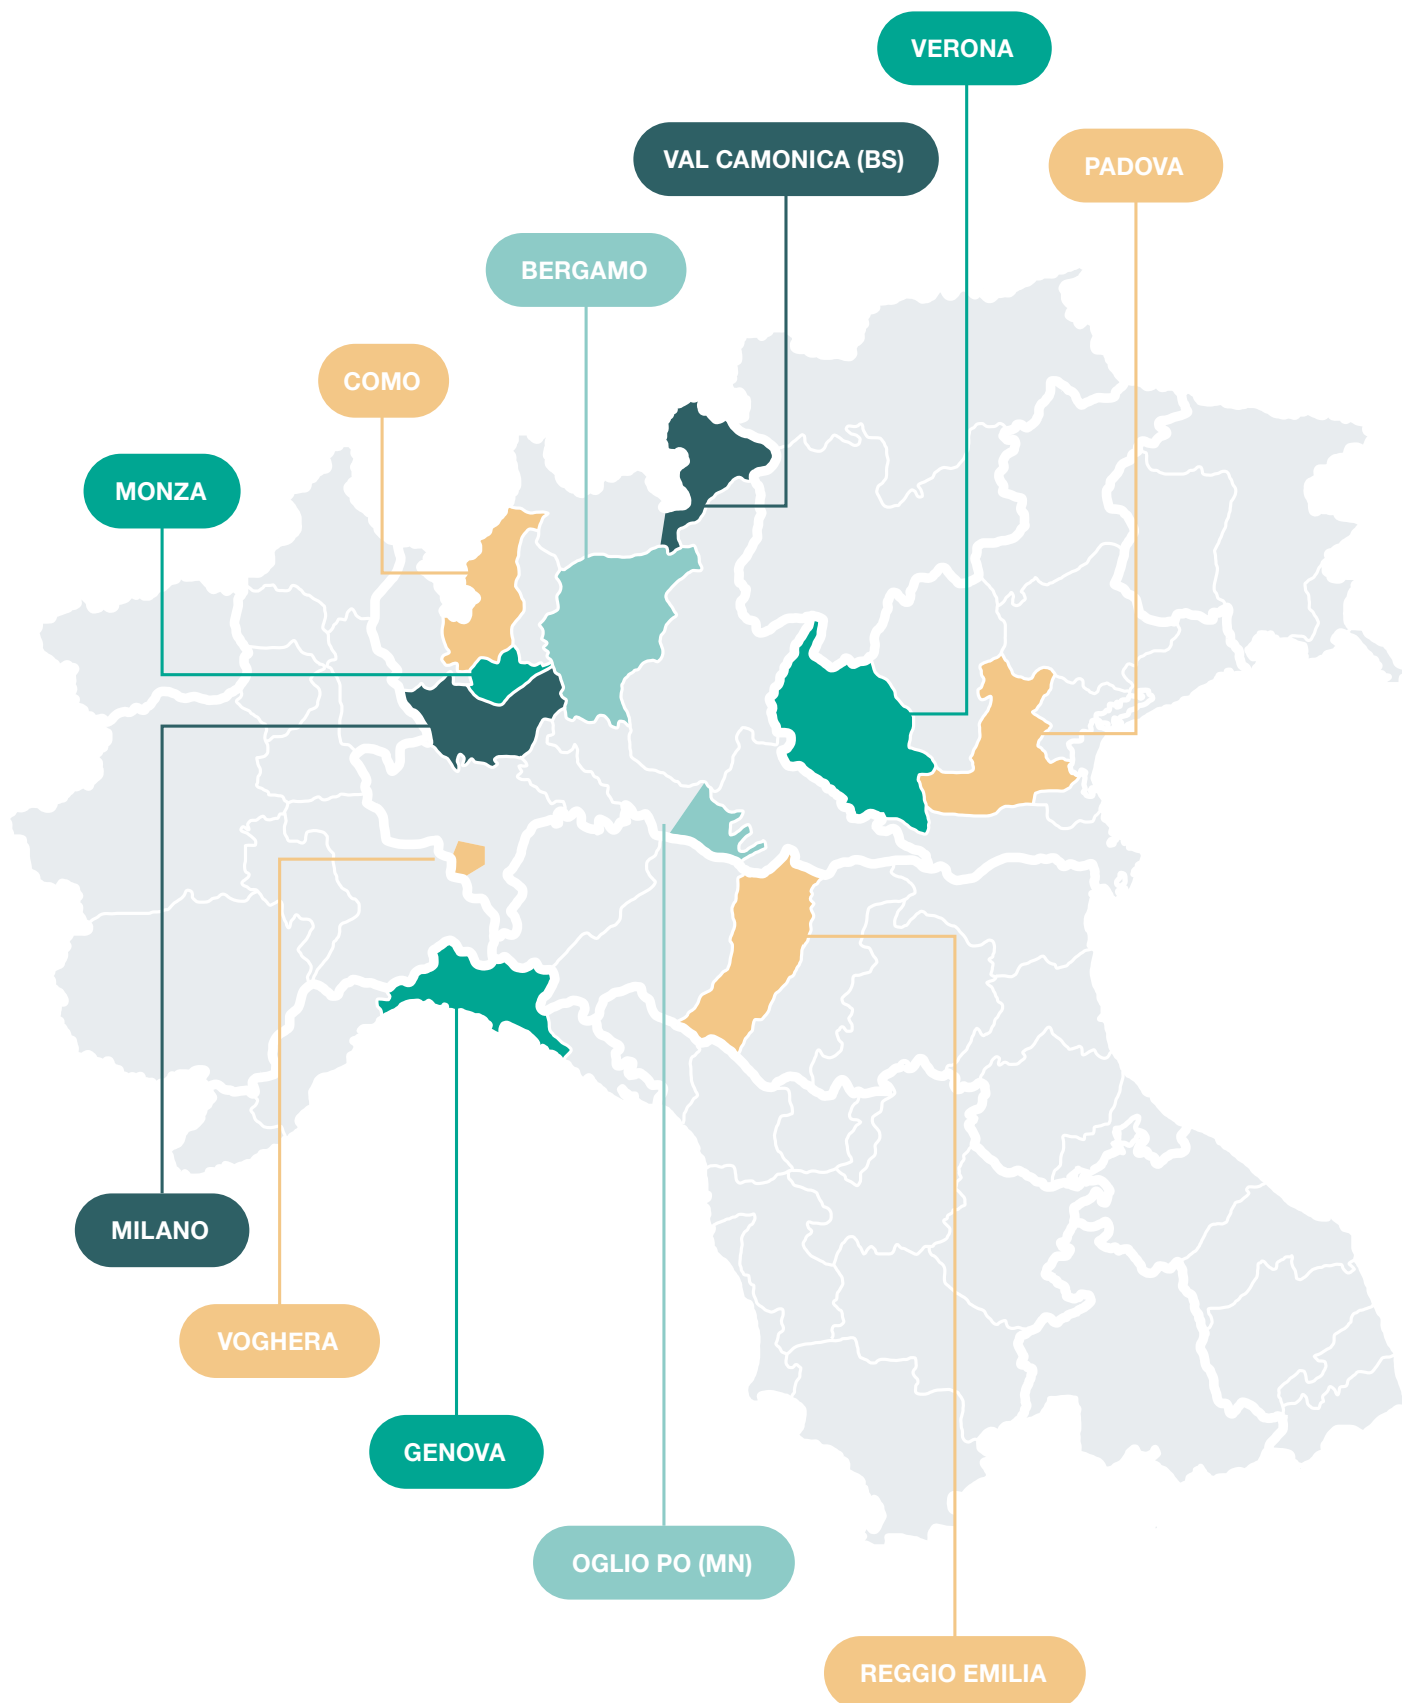 VERONA
VAL CAMONICA (BS)
PADOVA
BERGAMO
COMO
MONZA
MILANO
VOGHERA
GENOVA
OGLIO PO (MN)
REGGIO EMILIA